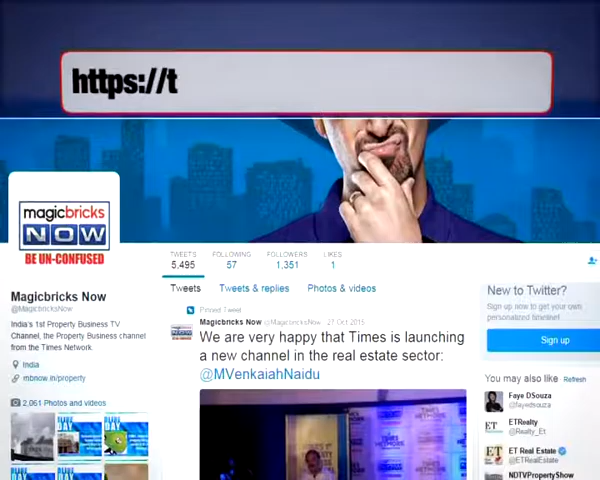 https://t
magicbricks
NOW
BE UN-CONFUSED
TWEETS
5,495
FOLLOWING
57
FOLLOWERS
1,351
LIKES
1
Tweets
Tweets & replies
Photos & videos
Magicbricks Now
@MagicbricksNow
India's 1st Property Business TV
Channel, the Property Business channel
from the Times Network
India
mbnow.in/property
2,061 Photos and videos
Pinned Tweet
Magicbricks Now @MagicbricksNow · 27 Oct 2015
We are very happy that Times is launching
a new channel in the real estate sector:
@MVenkaiahNaidu
TIMES
NETWORK
New to Twitter?
Sign up now to get your own
personalized timeline!
Sign up
You may also like Refresh
Faye DSouza
@fayedsouza
ET
ETRealty
@Realty_Et
ET
ET Real Estate
@ETRealEstate
NDTVPropertyShow